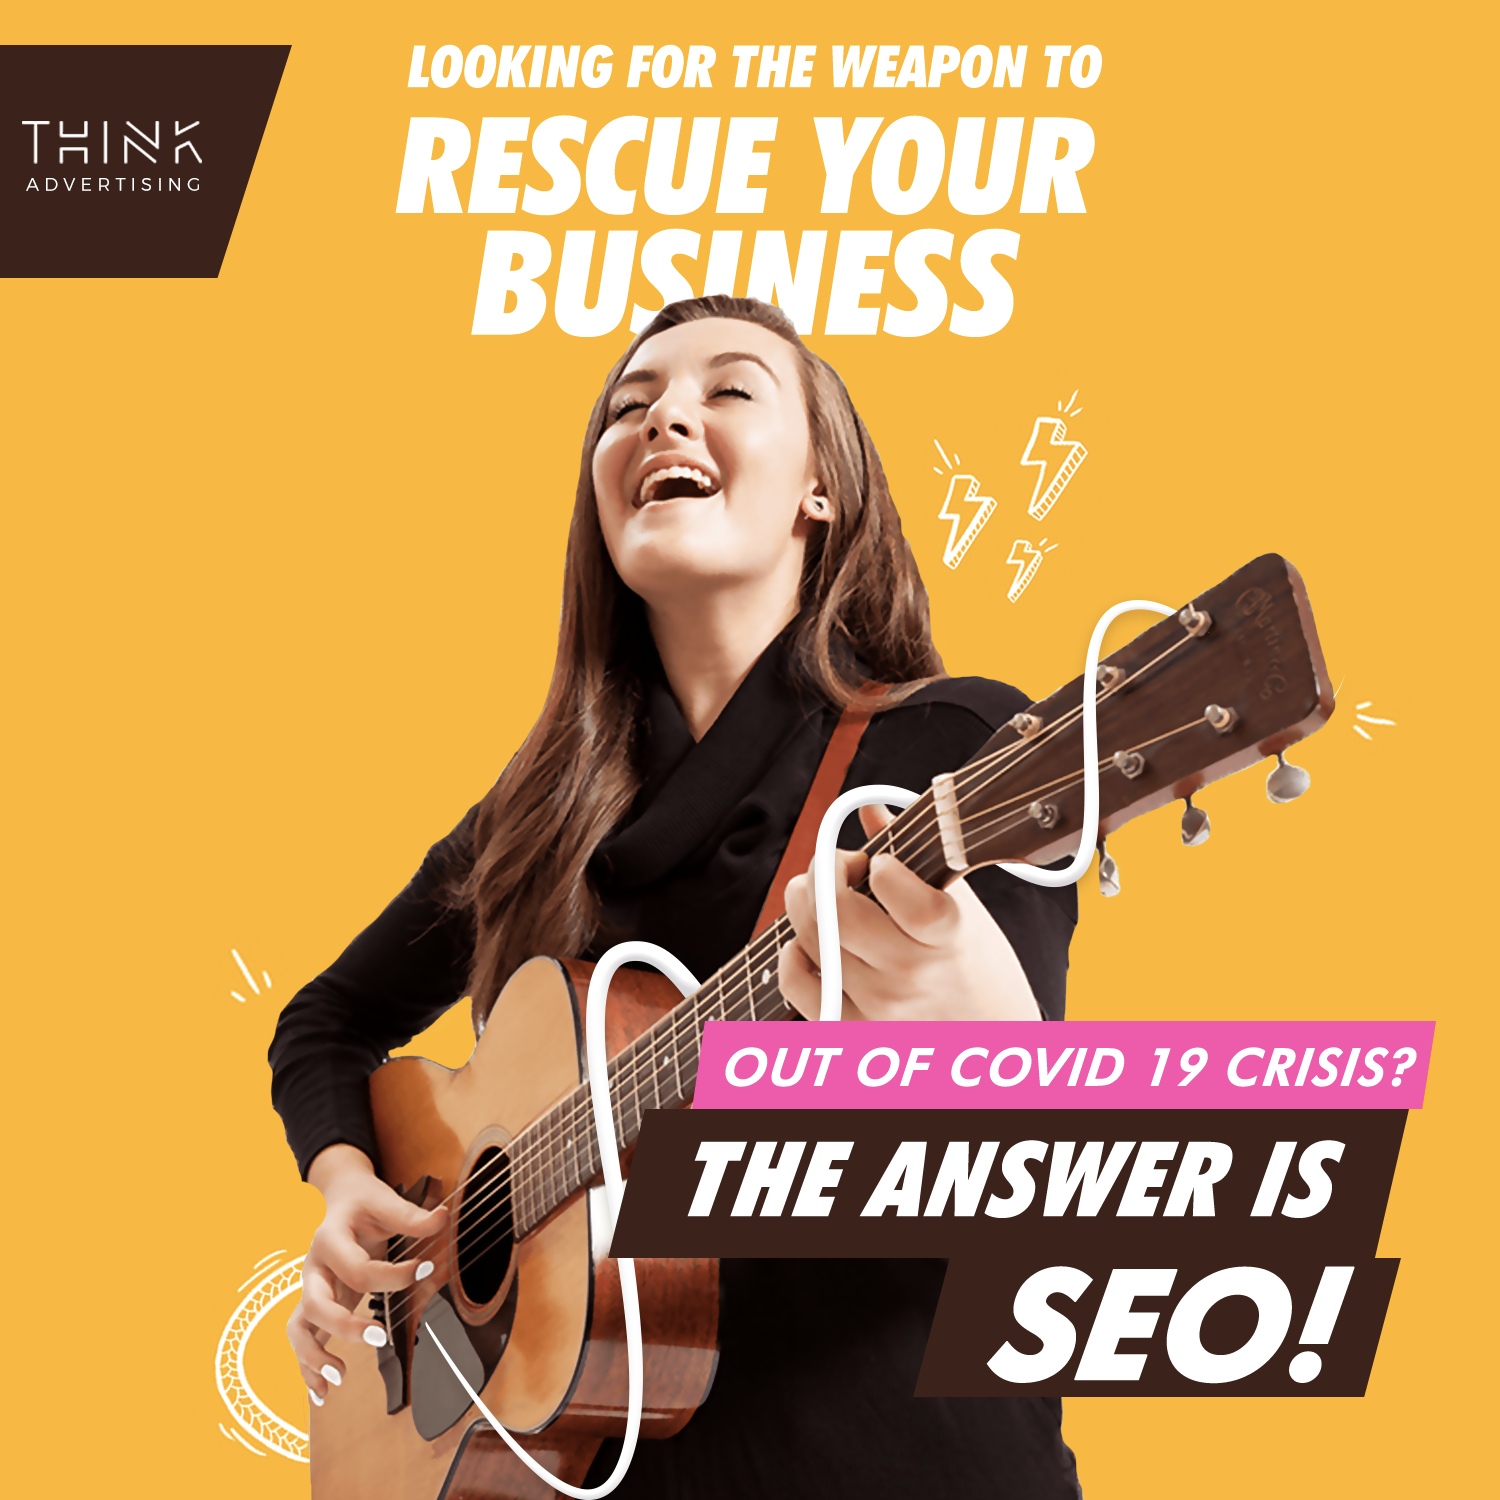 THINK
ADVERTISING
LOOKING FOR THE WEAPON TO
RESCUE YOUR
BUSINESS
OUT OF COVID 19 CRISIS?
THE ANSWER IS
SEO!